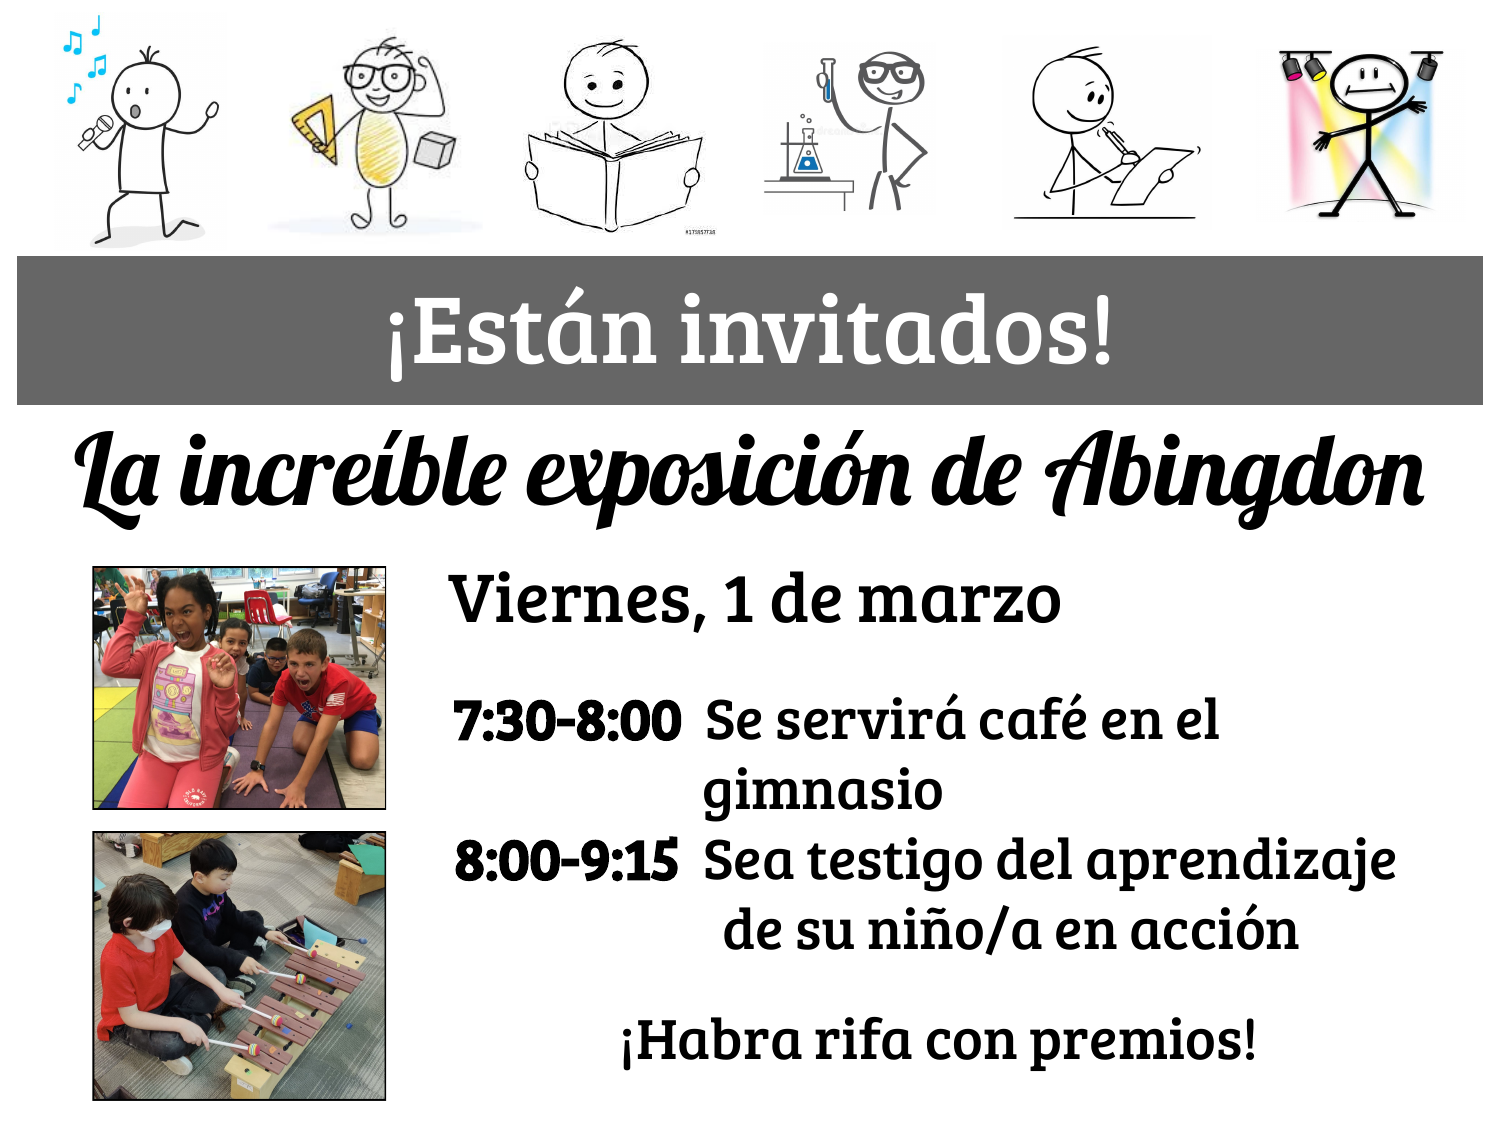 ¡Están invitados!
La increíble exposición de Abingdon
Viernes, 1 de marzo
7:30-8:00 Se servirá café en el
gimnasio
8:00-9:15 Sea testigo del aprendizaje
de su niño/a en acción
¡Habra rifa con premios!